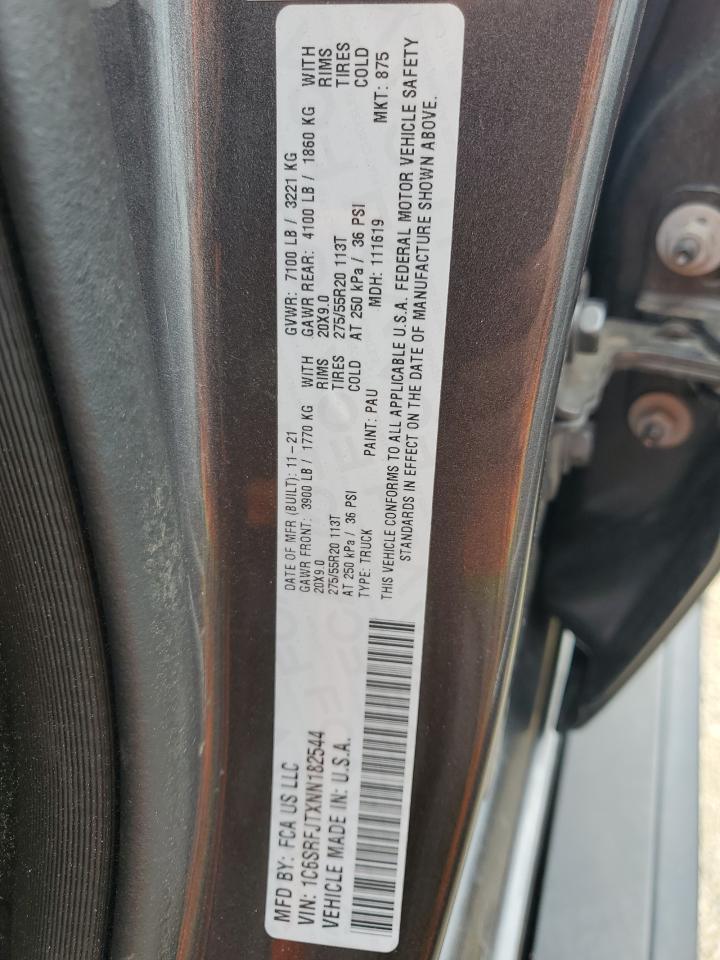 MFD BY: FCA US LLC
VIN: 1C6SRFJTXNN182544
VEHICLE MADE IN: U.S.A.
DATE OF MFR (BUILT): 11-21 GVWR: 7100 LB / 3221 KG
GAWR FRONT: 3900 LB / 1770 KG WITH GAWR REAR: 4100 LB / 1860 KG WITH
20X9.0 RIMS 20X9.0 RIMS
275/55R20 113T TIRES 275/55R20 113T TIRES
AT 250 kPa / 36 PSI COLD AT 250 kPa / 36 PSI COLD
TYPE: TRUCK PAINT: PAU MDH: 111619 MKT: 875
THIS VEHICLE CONFORMS TO ALL APPLICABLE U.S.A. FEDERAL MOTOR VEHICLE SAFETY
STANDARDS IN EFFECT ON THE DATE OF MANUFACTURE SHOWN ABOVE.